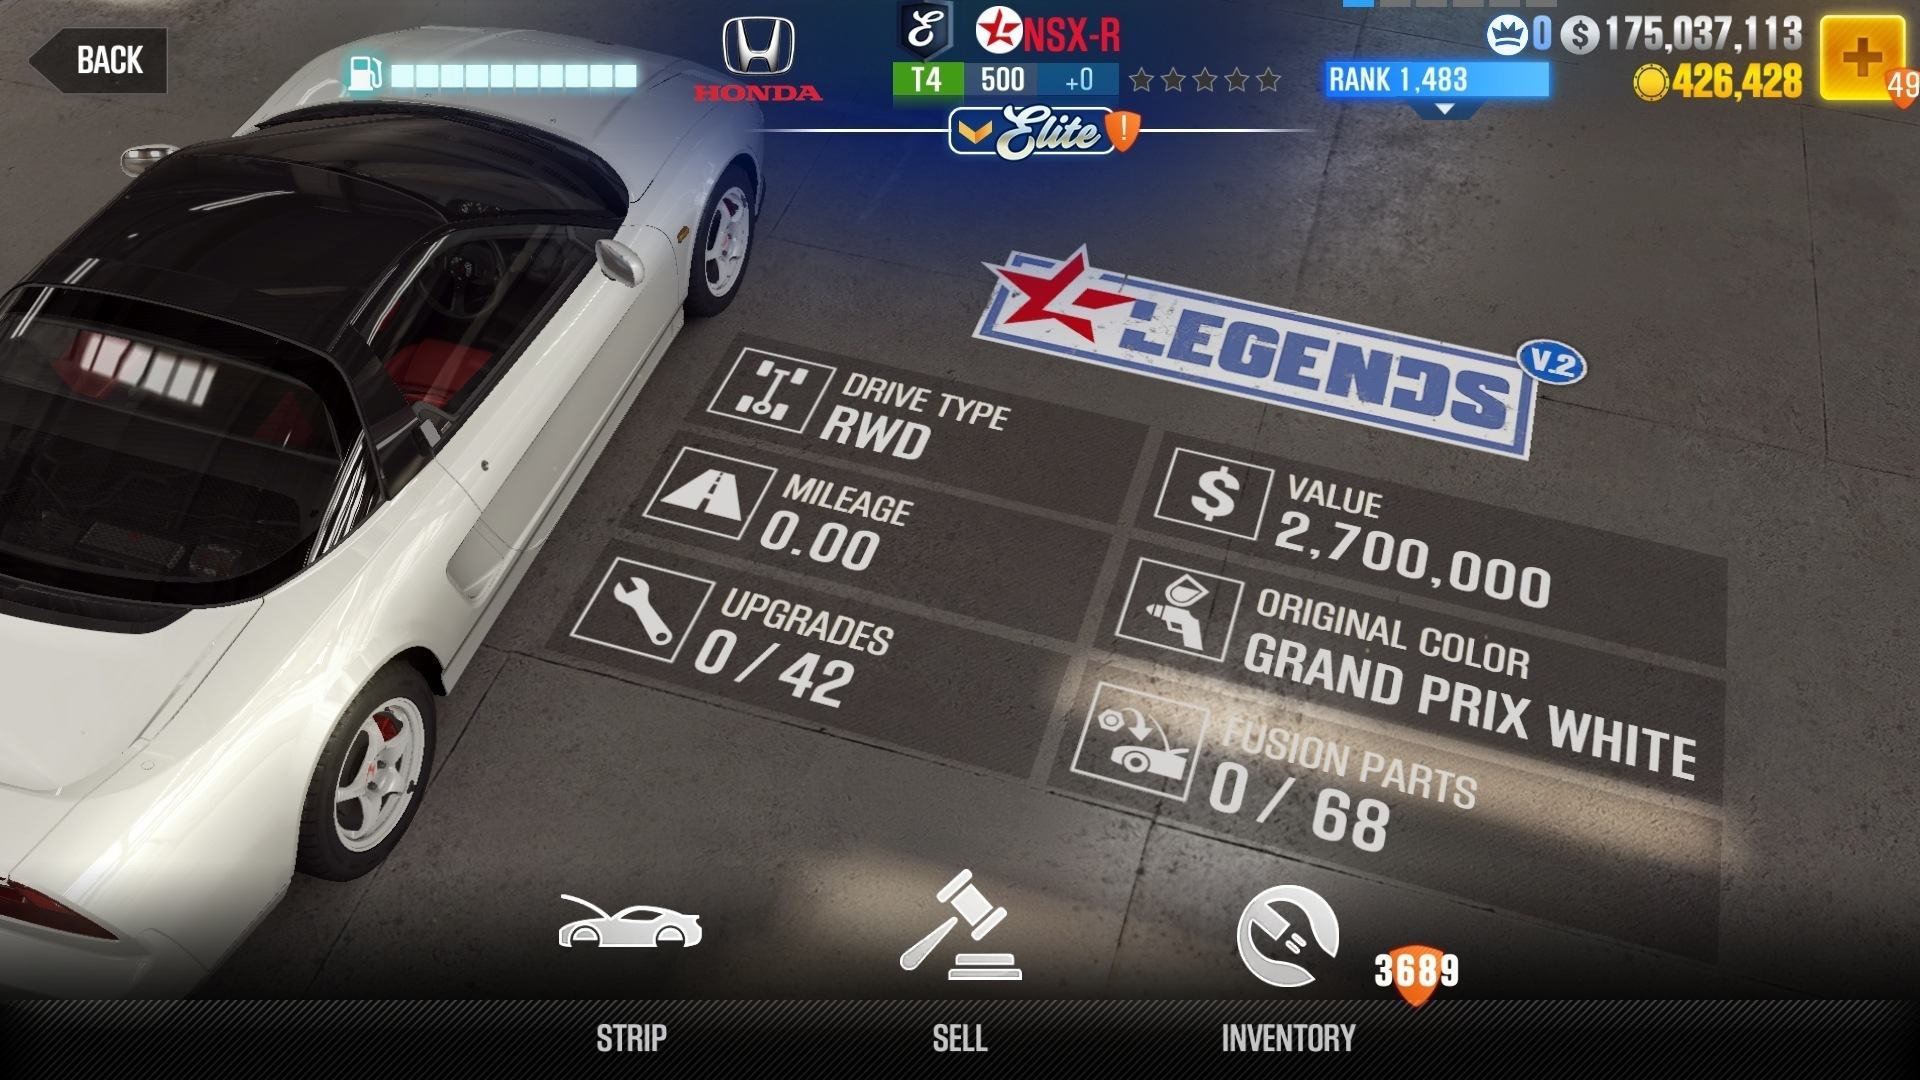 BACK
HONDA
NSX-R
T4 500 +0
Elite !
RANK 1,483
0 $ 175,037,113
426,428
49
LEGENDS
V.2
DRIVE TYPE
RWD
MILEAGE
0.00
UPGRADES
0 / 42
$ VALUE
2,700,000
ORIGINAL COLOR
GRAND PRIX WHITE
FUSION PARTS
0 / 68
3689
STRIP
SELL
INVENTORY